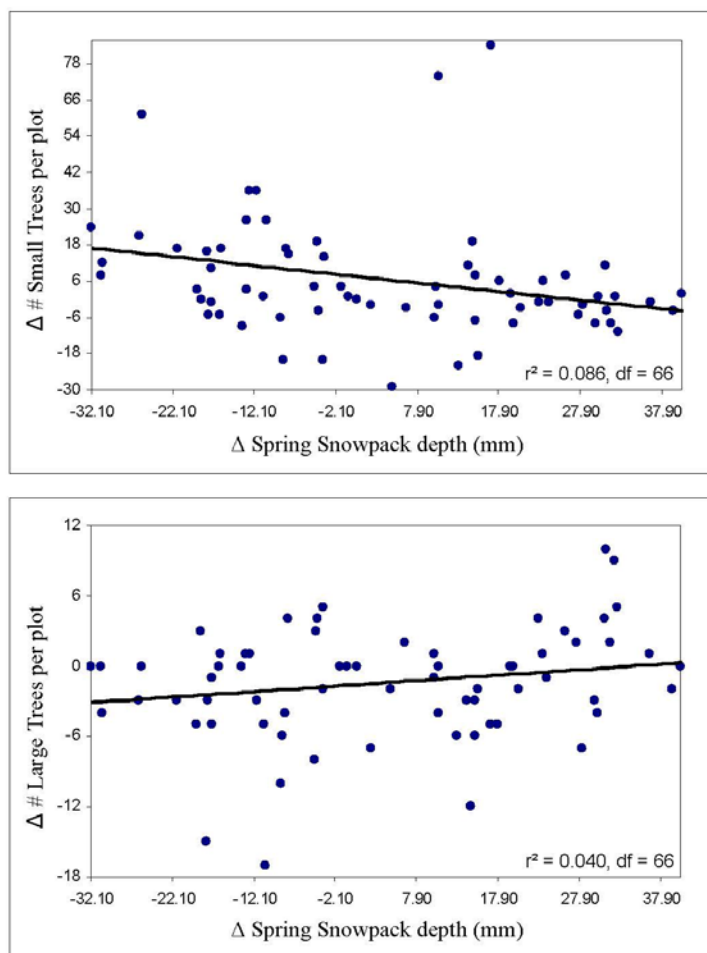 Δ # Small Trees per plot
78
66
54
42
30
18
6
-6
-18
-30
r² = 0.086, df = 66
-32.10 -22.10 -12.10 -2.10 7.90 17.90 27.90 37.90
Δ Spring Snowpack depth (mm)
Δ # Large Trees per plot
12
6
0
-6
-12
-18
r² = 0.040, df = 66
-32.10 -22.10 -12.10 -2.10 7.90 17.90 27.90 37.90
Δ Spring Snowpack depth (mm)